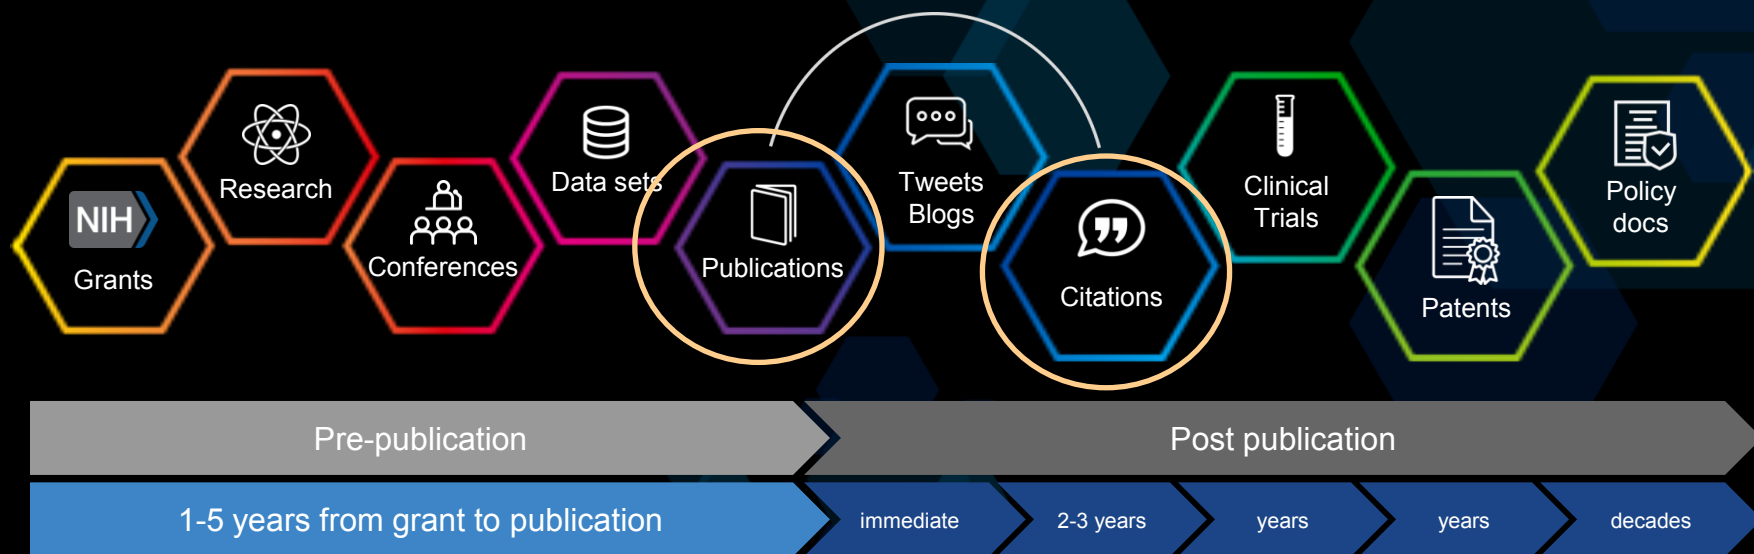 NIH
Grants
Research
Conferences
Data sets
Publications
Tweets
Blogs
Citations
Clinical
Trials
Patents
Policy
docs
Pre-publication
Post publication
1-5 years from grant to publication
immediate
2-3 years
years
years
decades